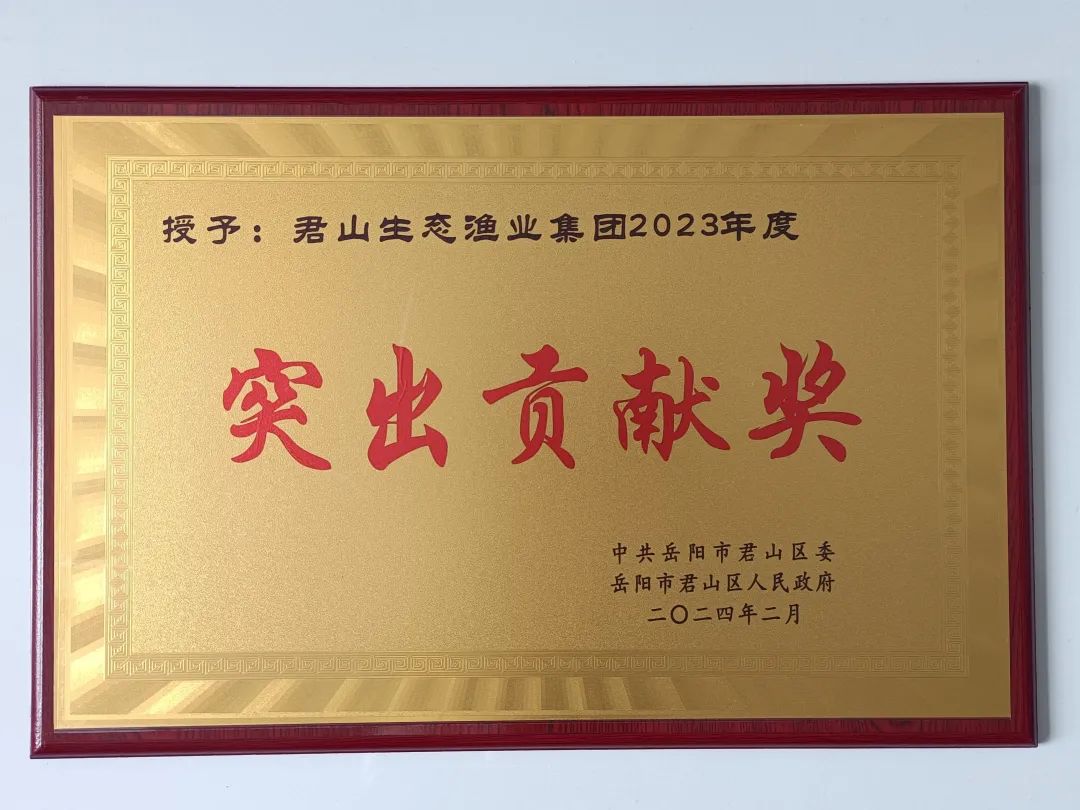 授予：君山生态渔业集团2023年度
突出贡献奖
中共岳阳市君山区委
岳阳市君山区人民政府
二〇二四年二月